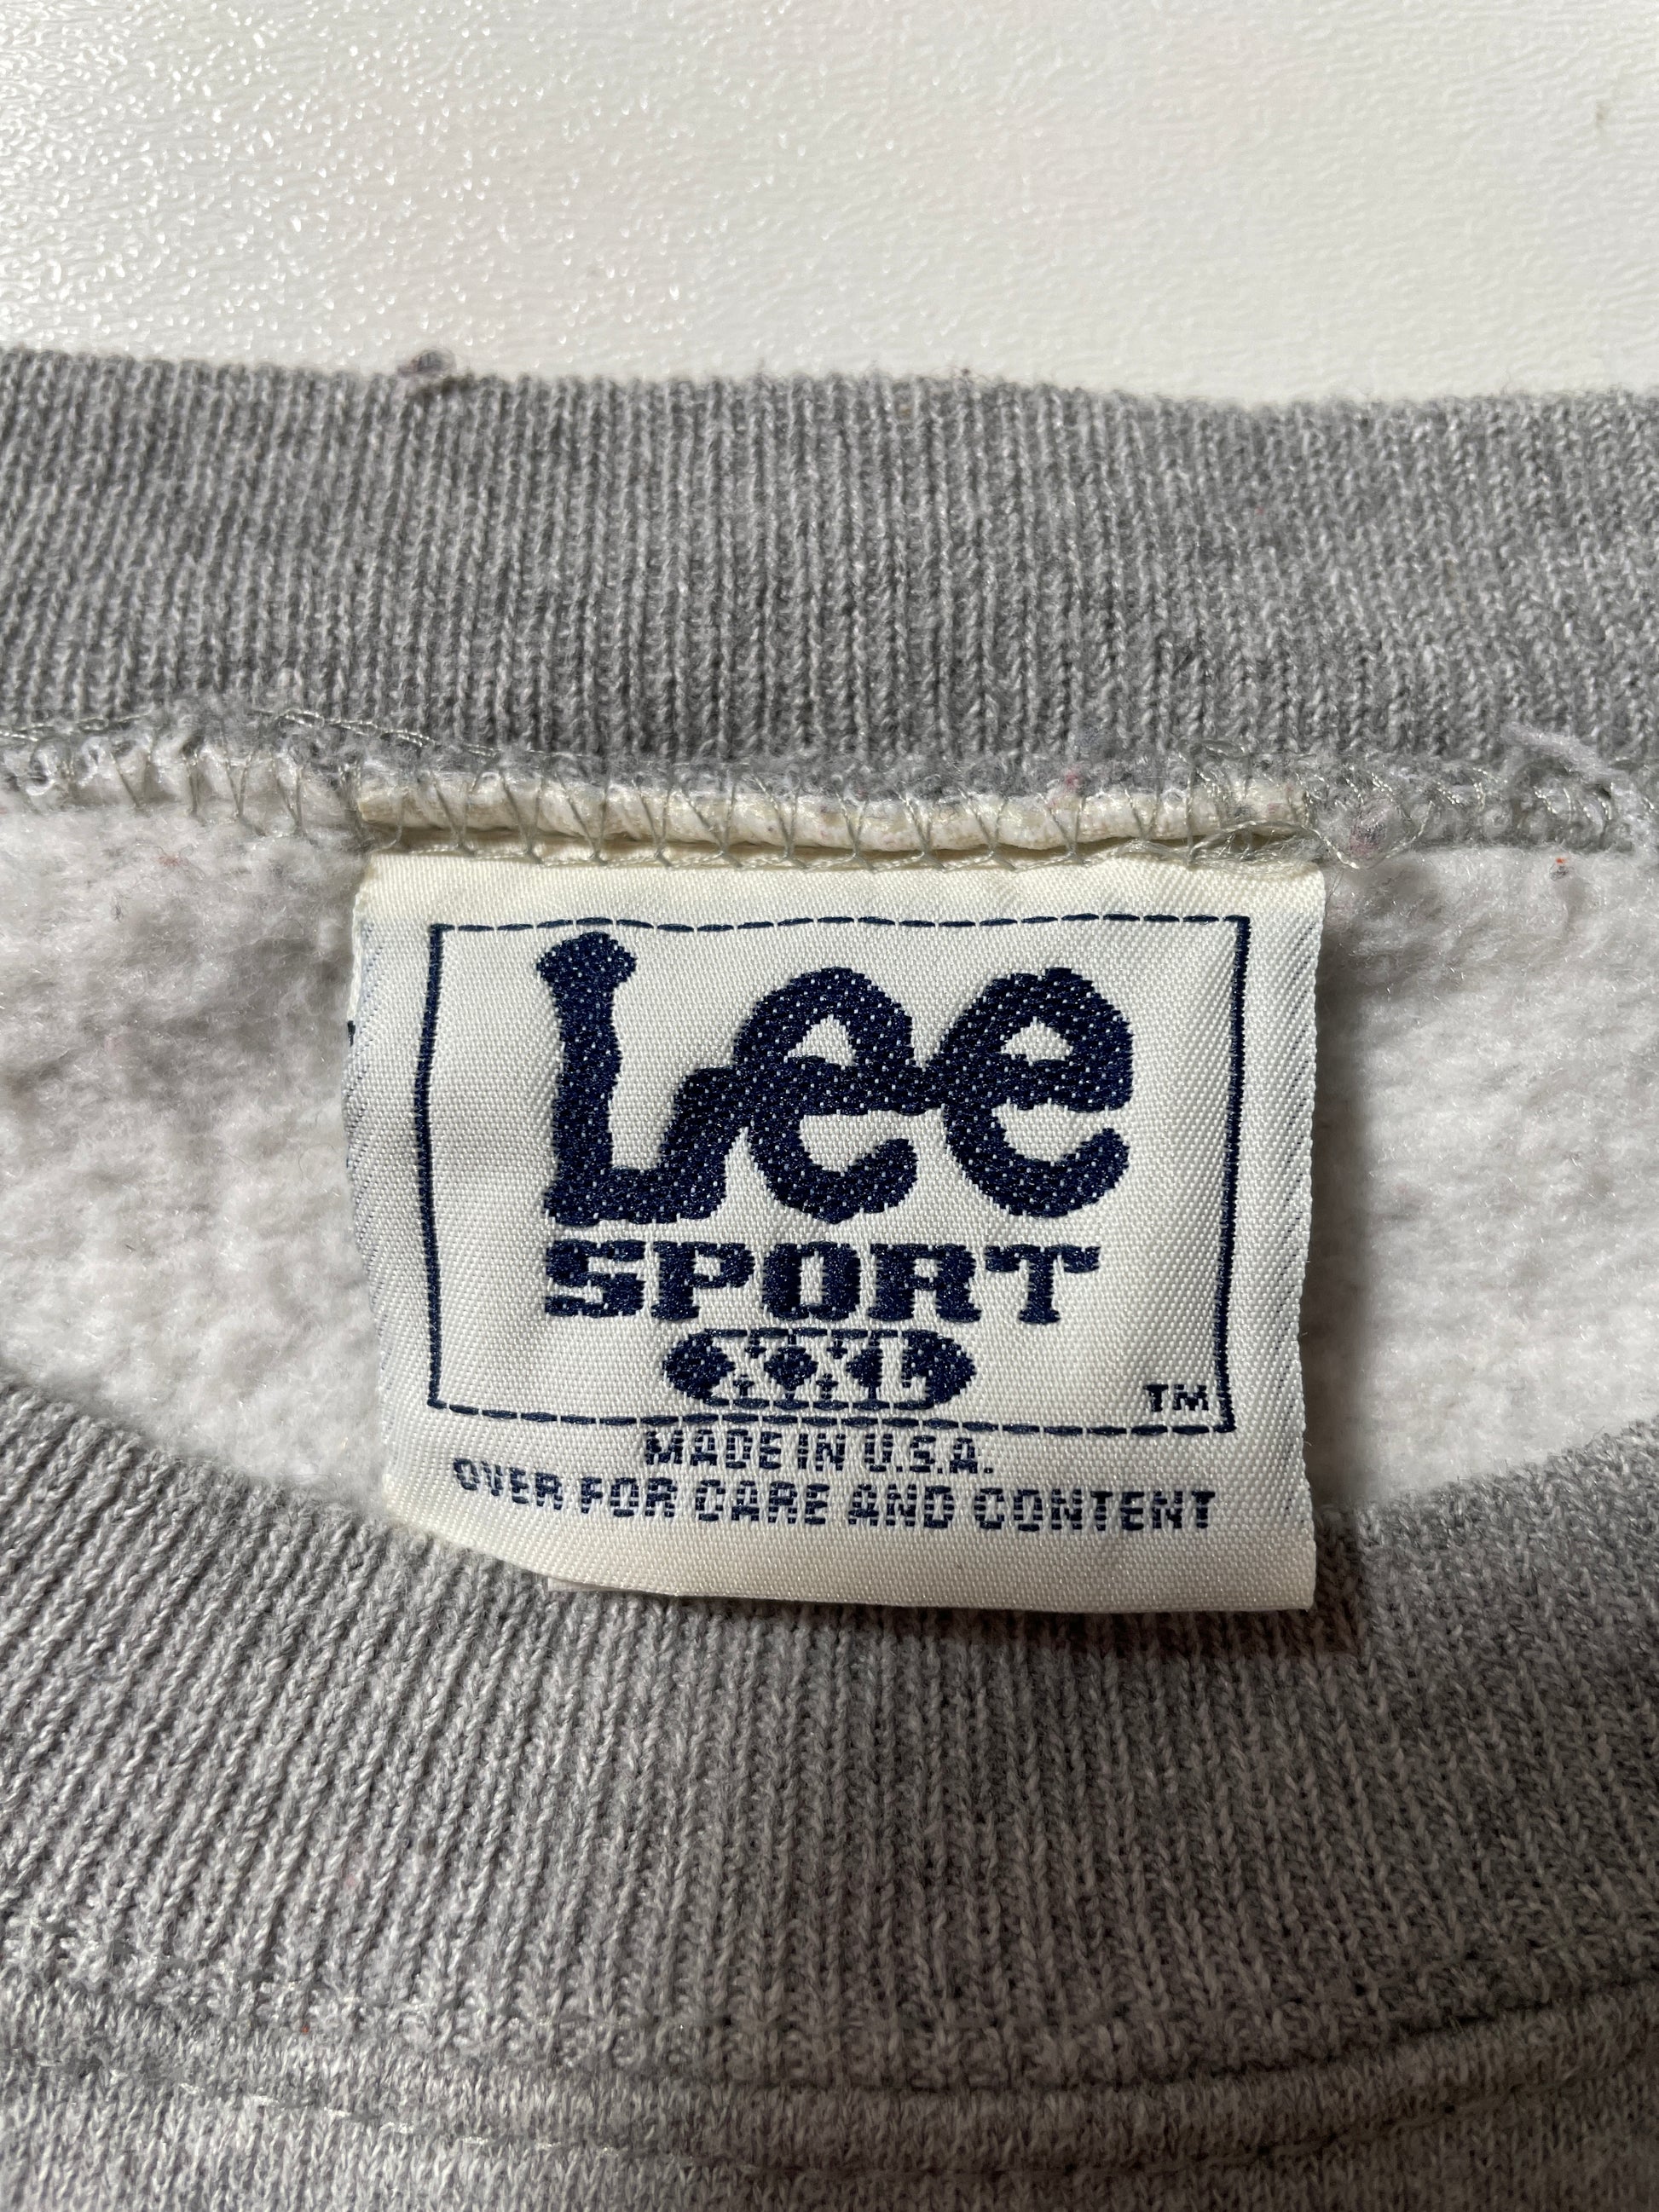 Lee
SPORT
XXL
TM
MADE IN U.S.A.
OVER FOR CARE AND CONTENT